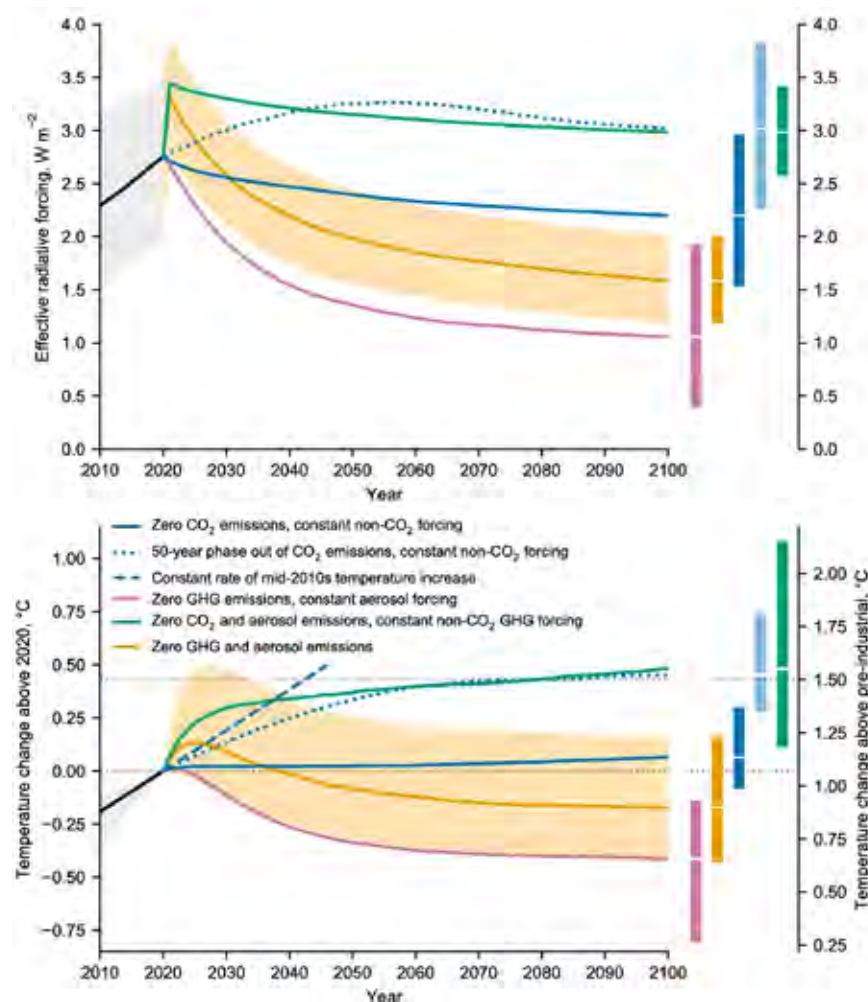 4.0
3.5
3.0
2.5
2.0
1.5
1.0
0.5
0.0
Effective radiative forcing, W m⁻²
2010 2020 2030 2040 2050 2060 2070 2080 2090 2100
Year
4.0
3.5
3.0
2.5
2.0
1.5
1.0
0.5
0.0
Zero CO₂ emissions, constant non-CO₂ forcing
50-year phase out of CO₂ emissions, constant non-CO₂ forcing
Constant rate of mid-2010s temperature increase
Zero GHG emissions, constant aerosol forcing
Zero CO₂ and aerosol emissions, constant non-CO₂ GHG forcing
Zero GHG and aerosol emissions
1.00
0.75
0.50
0.25
0.00
−0.25
−0.50
−0.75
Temperature change above 2020, °C
2010 2020 2030 2040 2050 2060 2070 2080 2090 2100
Year
2.00
1.75
1.50
1.25
1.00
0.75
0.50
0.25
Temperature change above pre-industrial, °C